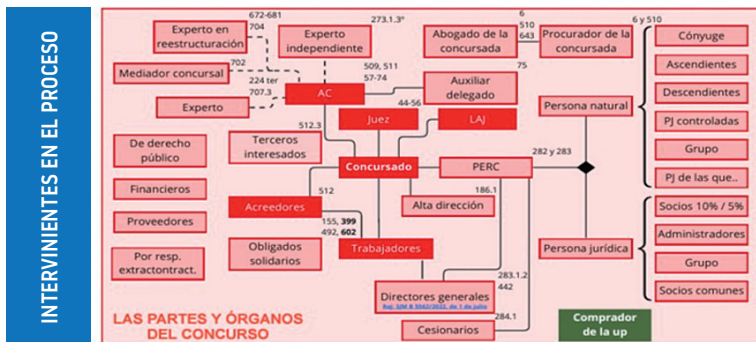 INTERVINIENTES EN EL PROCESO
672-681
704
Experto en
reestructuración
273.1.3º
Experto
independiente
Abogado de la
concursada
6
510
643
Procurador de la
concursada
6 y 510
Mediador concursal
702
224 ter
707.3
Experto
AC
509, 511
57-74
75
Auxiliar
delegado
Juez
44-56
LAJ
512.3
Terceros
interesados
Concursado
PERC
282 y 283
De derecho
público
Financieros
Proveedores
Por resp.
extractontract.
Acreedores
512
155, 399
492, 602
Obligados
solidarios
Trabajadores
Alta dirección
186.1
Directores generales
283.1.2
442
284.1
Cesionarios
Persona natural
Cónyuge
Ascendientes
Descendientes
PJ controladas
Grupo
PJ de las que..
Persona jurídica
Socios 10% / 5%
Administradores
Grupo
Socios comunes
LAS PARTES Y ÓRGANOS
DEL CONCURSO
Comprador
de la up